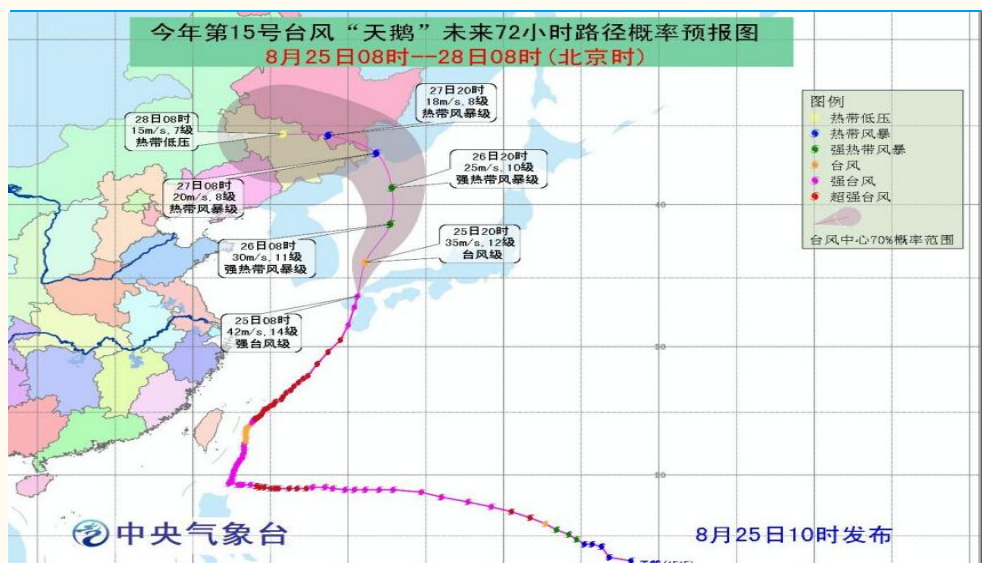 今年第15号台风“天鹅”未来72小时路径概率预报图
8月25日08时--28日08时(北京时)
27日20时
18m/s, 8级
热带风暴级
28日08时
15m/s, 7级
热带低压
26日20时
25m/s, 10级
强热带风暴级
27日08时
20m/s, 8级
热带风暴级
25日20时
35m/s, 12级
台风级
26日08时
30m/s, 11级
强热带风暴级
25日08时
42m/s, 14级
强台风级
图例
热带低压
热带风暴
强热带风暴
台风
强台风
超强台风
台风中心70%概率范围
40
中央气象台
8月25日10时发布